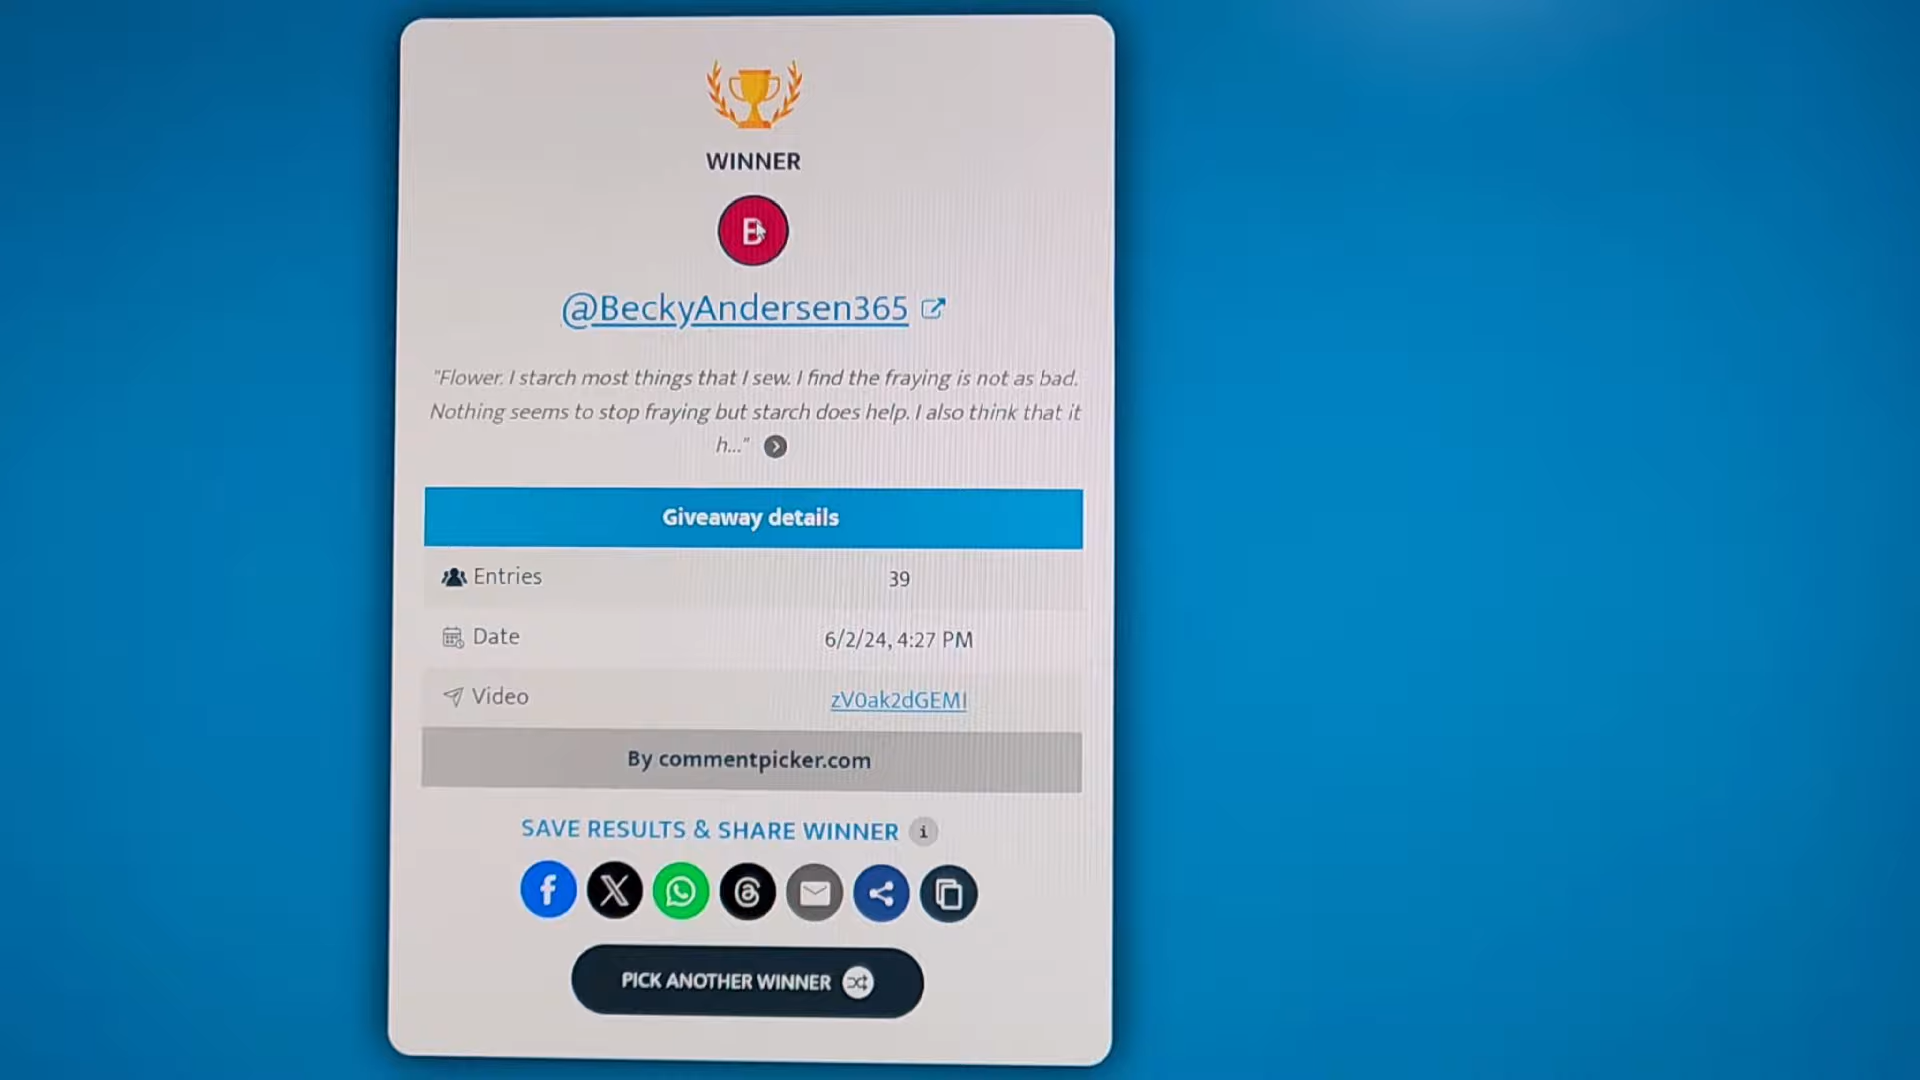 WINNER
B
@BeckyAndersen365
"Flower. I starch most things that I sew. I find the fraying is not as bad.
Nothing seems to stop fraying but starch does help. I also think that it
h..."
Giveaway details
Entries 39
Date 6/2/24, 4:27 PM
Video zV0ak2dGEMI
By commentpicker.com
SAVE RESULTS & SHARE WINNER i
PICK ANOTHER WINNER